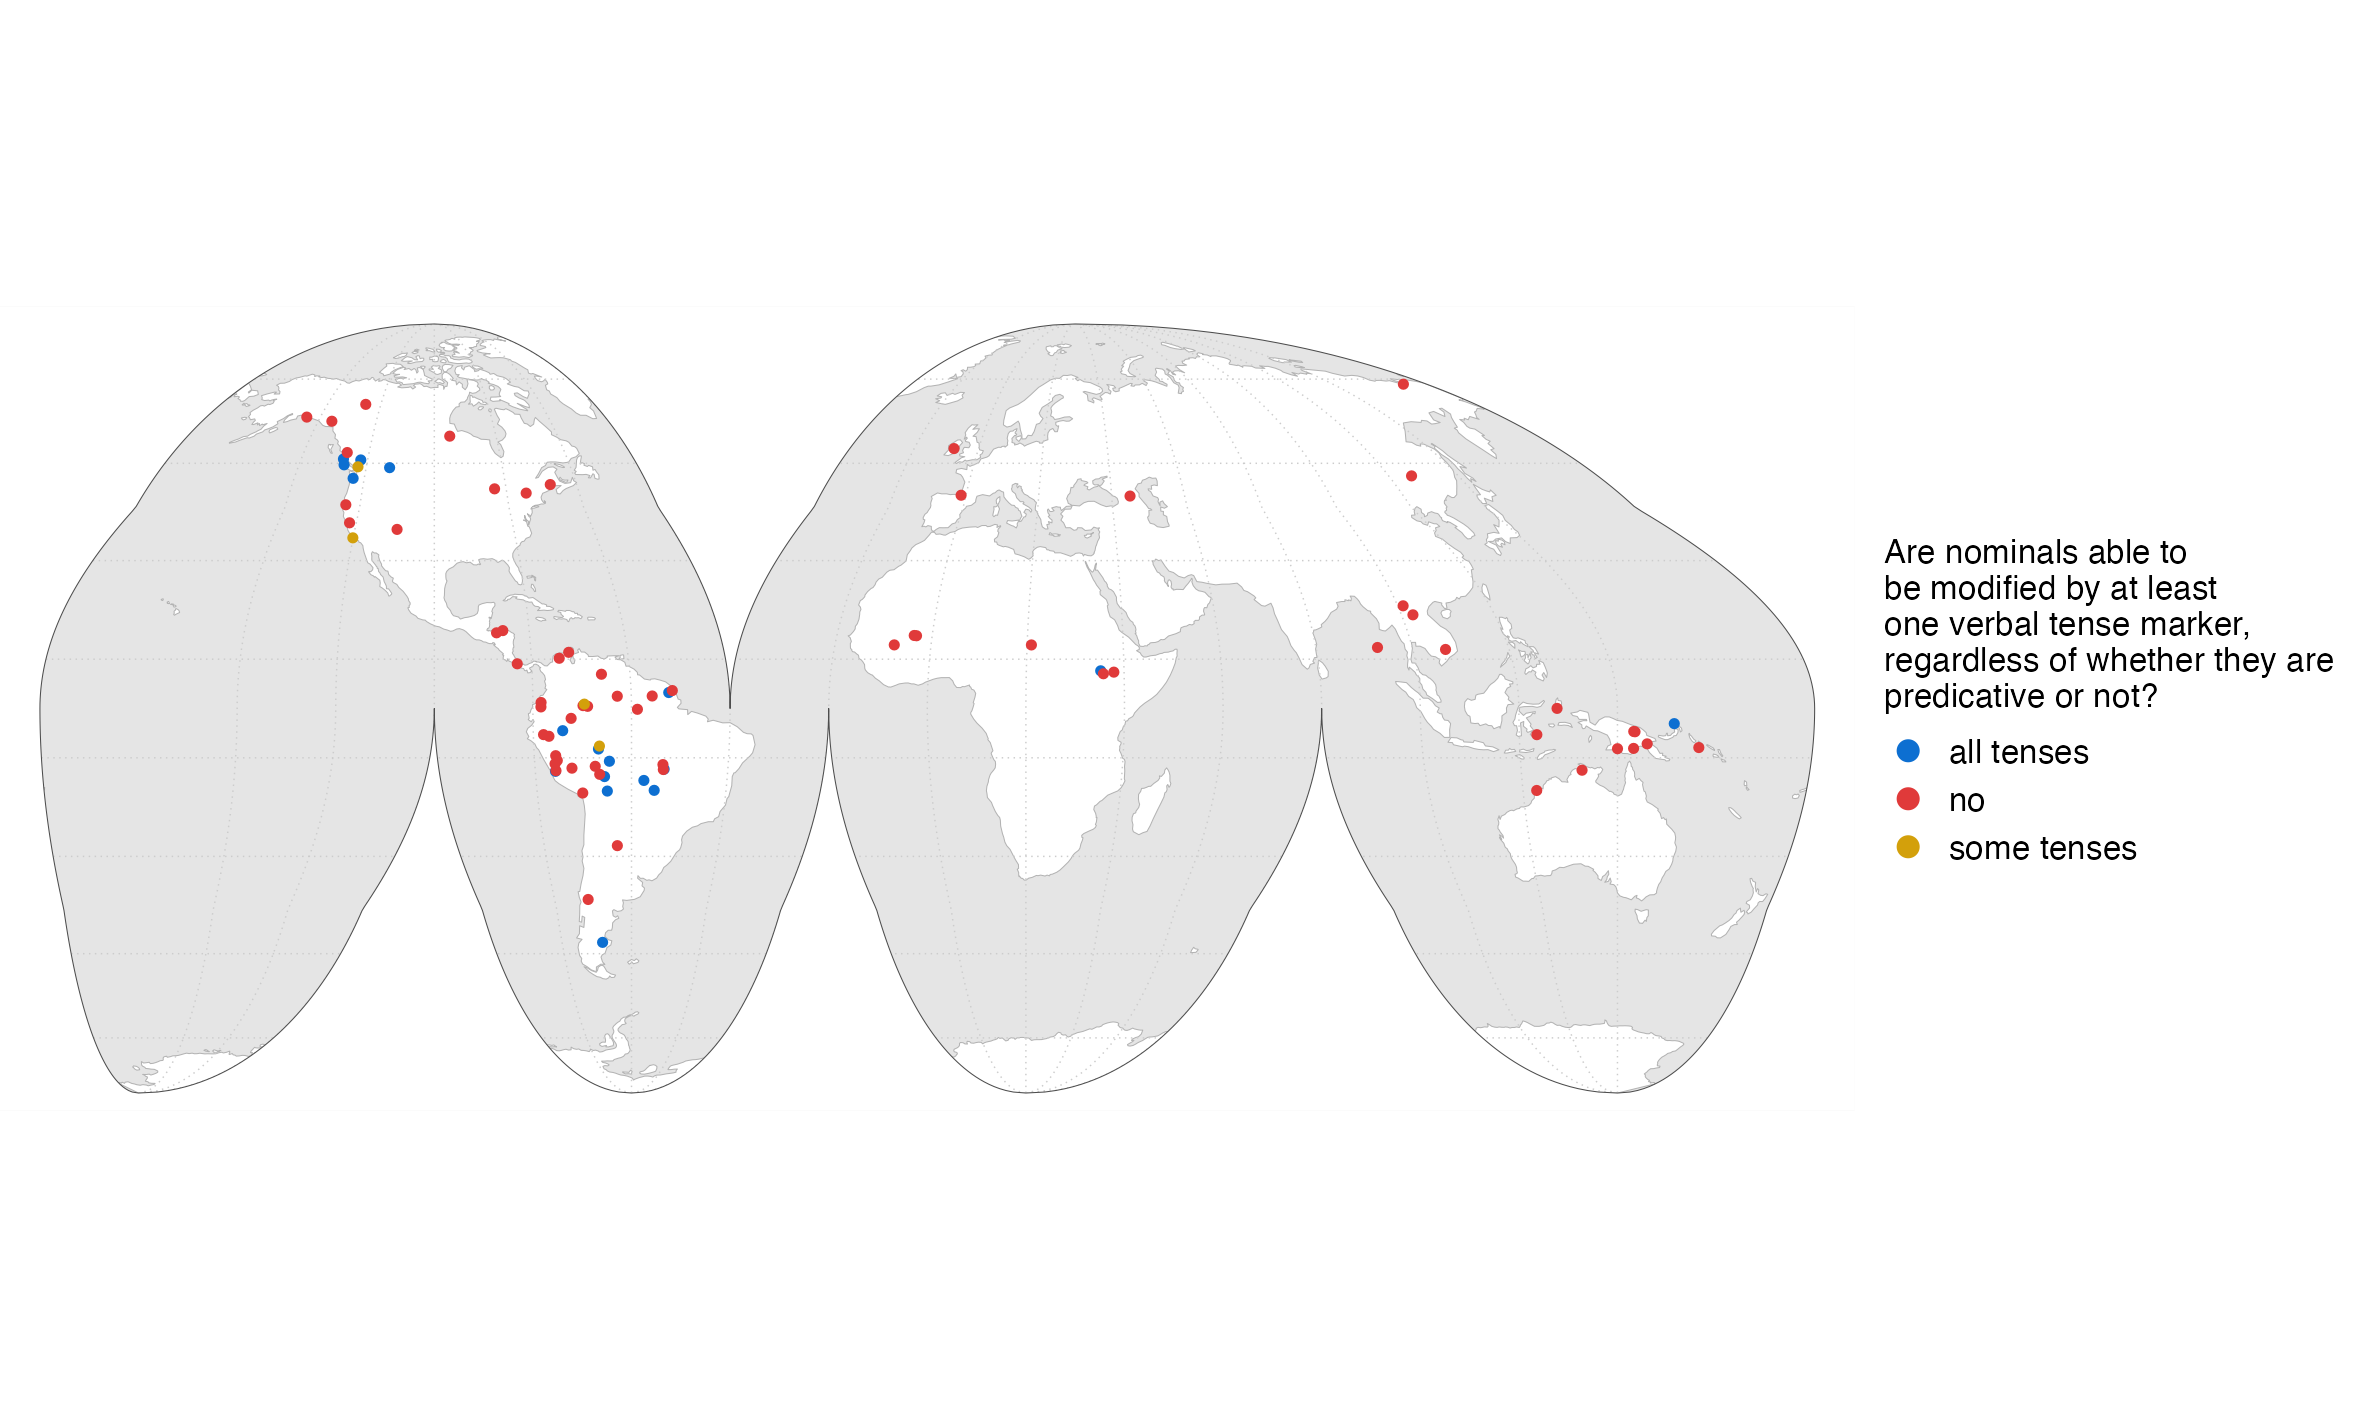 Are nominals able to
be modified by at least
one verbal tense marker,
regardless of whether they are
predicative or not?
all tenses
no
some tenses